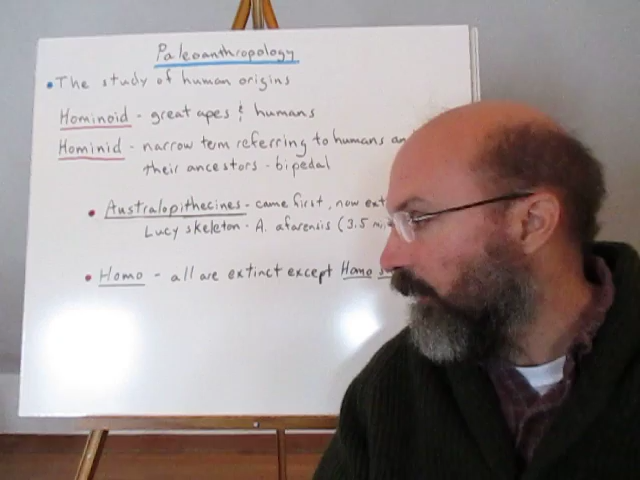 Paleoanthropology
• The study of human origins
Hominoid - great apes & humans
Hominid - narrow term referring to humans an
their ancestors - bipedal
• Australopithecines - came first, now ext
Lucy skeleton - A. afarensis (3.5 mi
• Homo - all are extinct except Homo s